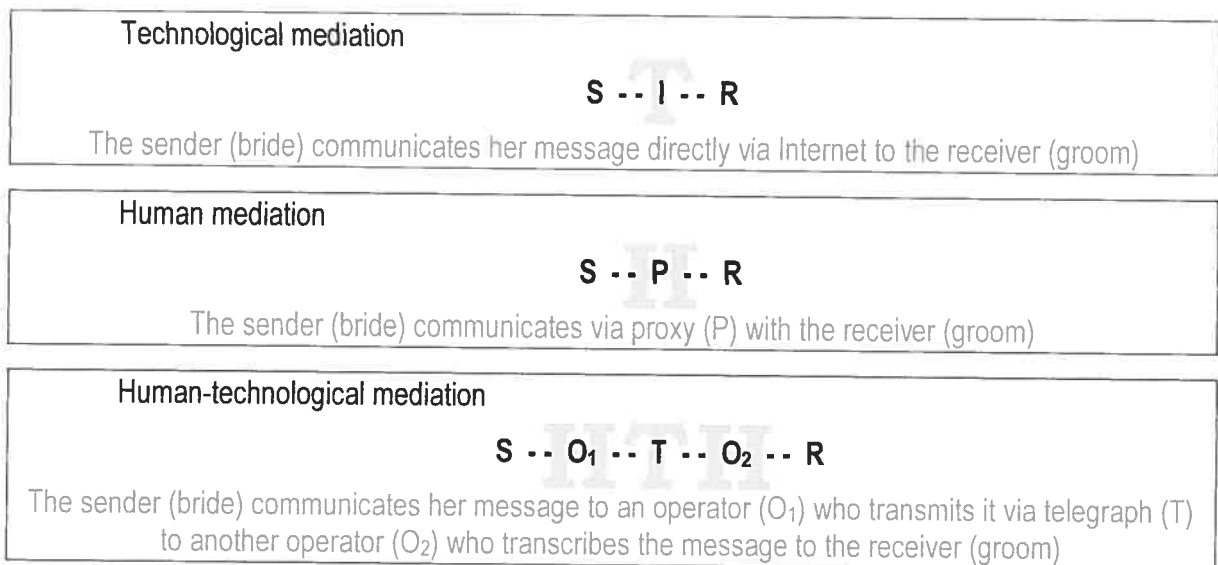 Technological mediation
T
S -- I -- R
The sender (bride) communicates her message directly via Internet to the receiver (groom)
Human mediation
H
S -- P -- R
The sender (bride) communicates via proxy (P) with the receiver (groom)
Human-technological mediation
HTH
S -- O₁ -- T -- O₂ -- R
The sender (bride) communicates her message to an operator (O₁) who transmits it via telegraph (T)
to another operator (O₂) who transcribes the message to the receiver (groom)